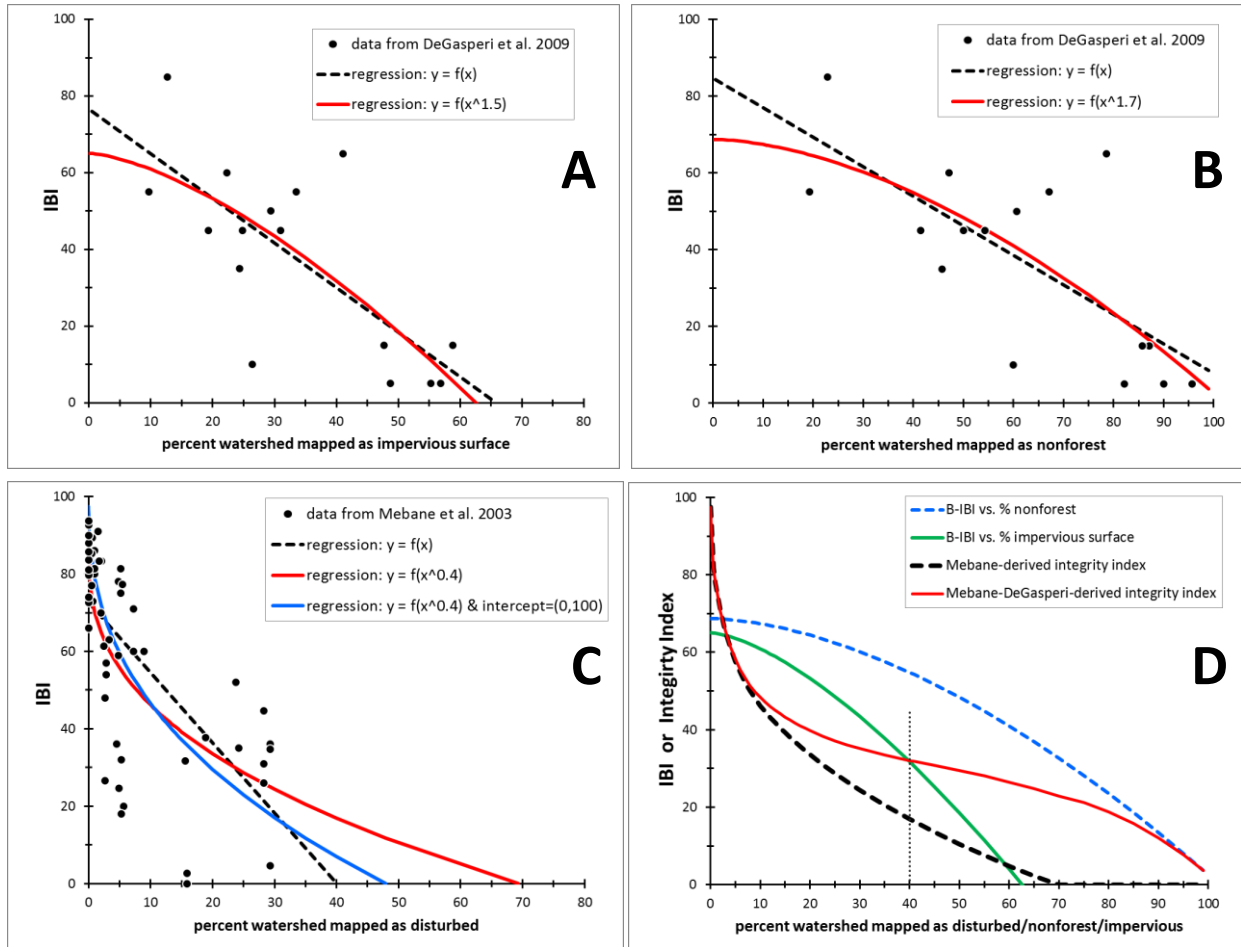 100
80
60
40
20
0
IBI
data from DeGasperi et al. 2009
regression: y = f(x)
regression: y = f(x^1.5)
A
0 10 20 30 40 50 60 70 80
percent watershed mapped as impervious surface
100
80
60
40
20
0
IBI
data from DeGasperi et al. 2009
regression: y = f(x)
regression: y = f(x^1.7)
B
0 10 20 30 40 50 60 70 80 90 100
percent watershed mapped as nonforest
100
80
60
40
20
0
IBI
data from Mebane et al. 2003
regression: y = f(x)
regression: y = f(x^0.4)
regression: y = f(x^0.4) & intercept=(0,100)
C
0 10 20 30 40 50 60 70 80
percent watershed mapped as disturbed
100
80
60
40
20
0
IBI or Integirty Index
B-IBI vs. % nonforest
B-IBI vs. % impervious surface
Mebane-derived integrity index
Mebane-DeGasperi-derived integrity index
D
0 10 20 30 40 50 60 70 80 90 100
percent watershed mapped as disturbed/nonforest/impervious